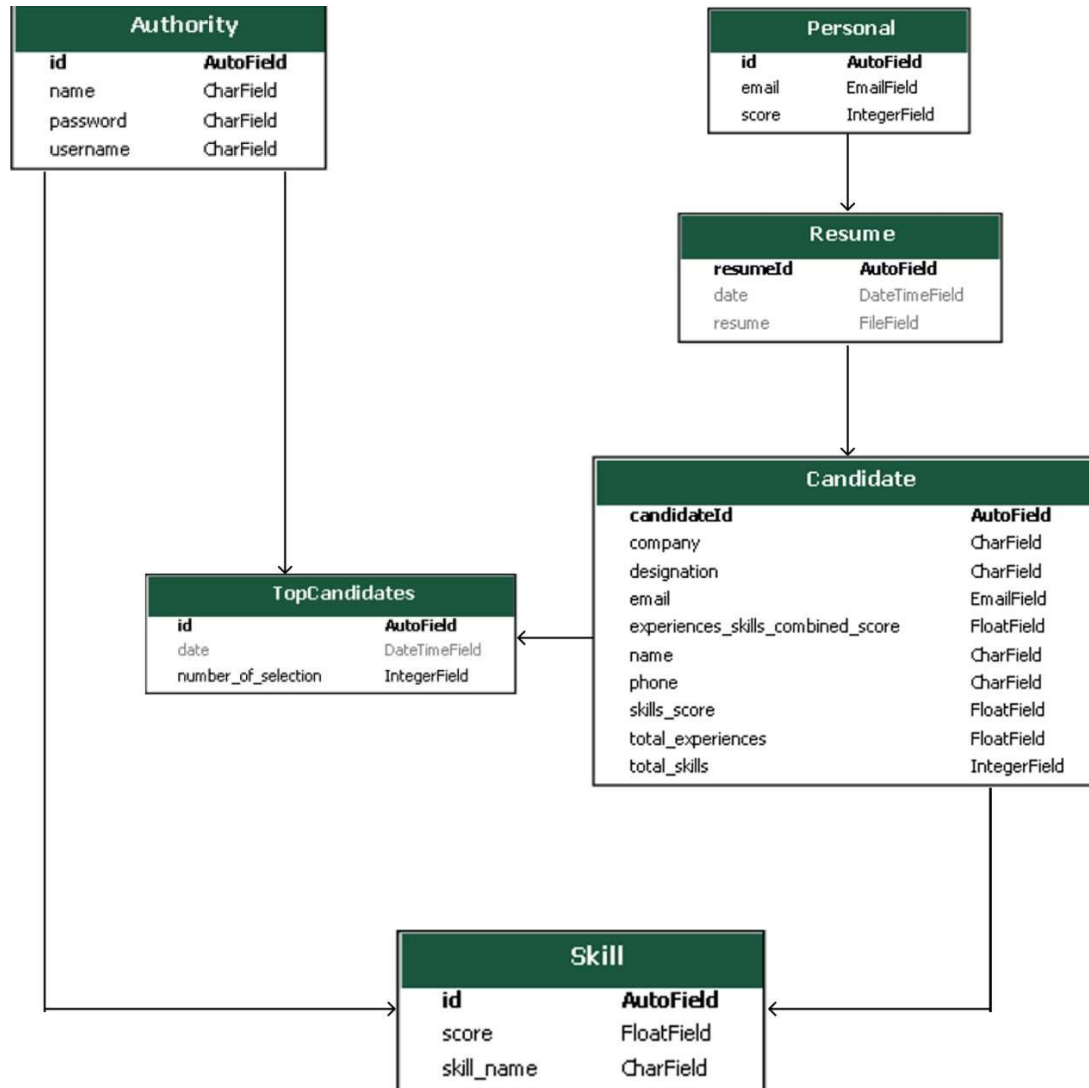 Authority
id AutoField
name CharField
password CharField
username CharField
Personal
id AutoField
email EmailField
score IntegerField
Resume
resumeId AutoField
date DateTimeField
resume FileField
Candidate
candidateId AutoField
company CharField
designation CharField
email EmailField
experiences_skills_combined_score FloatField
name CharField
phone CharField
skills_score FloatField
total_experiences FloatField
total_skills IntegerField
TopCandidates
id AutoField
date DateTimeField
number_of_selection IntegerField
Skill
id AutoField
score FloatField
skill_name CharField